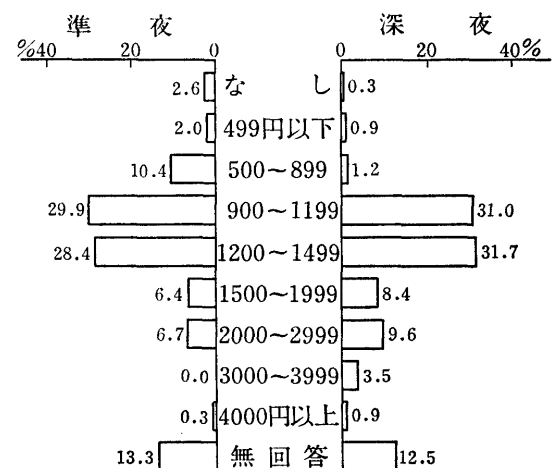 準夜 深夜
%40 20 0 0 20 40%
2.6 なし 0.3
2.0 499円以下 0.9
10.4 500~899 1.2
29.9 900~1199 31.0
28.4 1200~1499 31.7
6.4 1500~1999 8.4
6.7 2000~2999 9.6
0.0 3000~3999 3.5
0.3 4000円以上 0.9
13.3 無回答 12.5